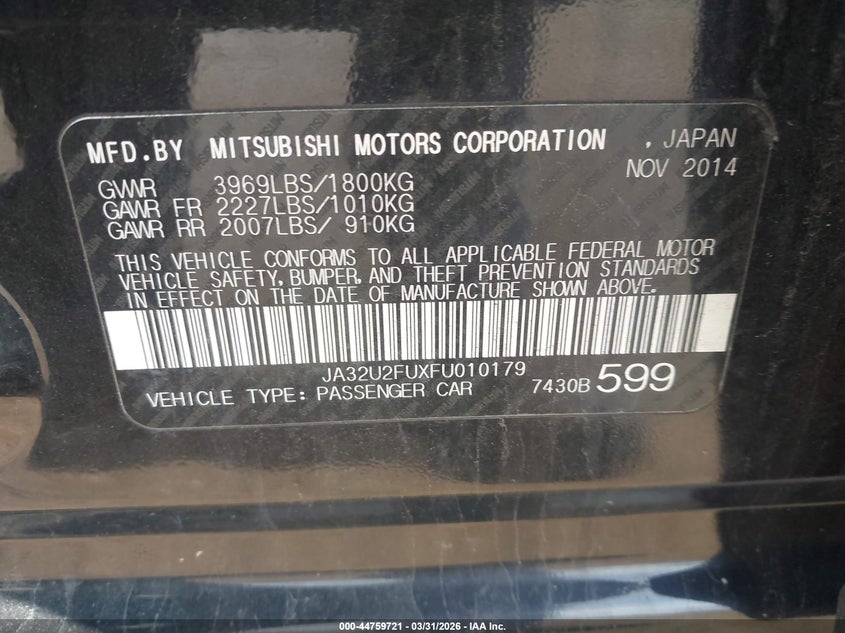 MFD.BY MITSUBISHI MOTORS CORPORATION , JAPAN
NOV 2014
GVWR 3969LBS/1800KG
GAWR FR 2227LBS/1010KG
GAWR RR 2007LBS/ 910KG
THIS VEHICLE CONFORMS TO ALL APPLICABLE FEDERAL MOTOR
VEHICLE SAFETY, BUMPER, AND THEFT PREVENTION STANDARDS
IN EFFECT ON THE DATE OF MANUFACTURE SHOWN ABOVE.
JA32U2FUXFU010179
VEHICLE TYPE: PASSENGER CAR 7430B 599
000-44759721 - 03/31/2026 - IAA Inc.